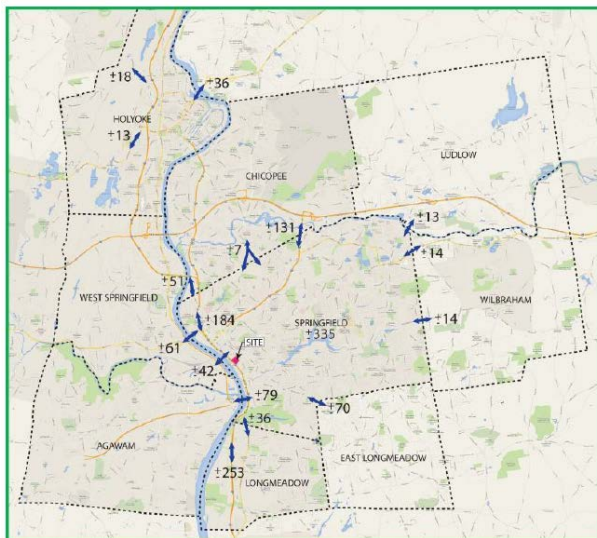 ±18
±36
HOLYOKE
±13
LUDLOW
CHICOPEE
±131
±13
±7
±14
±51
WEST SPRINGFIELD
WILBRAHAM
±184
SPRINGFIELD
±335
±14
±61
SITE
±42
±79
±70
±36
AGAWAM
EAST LONGMEADOW
±253
LONGMEADOW